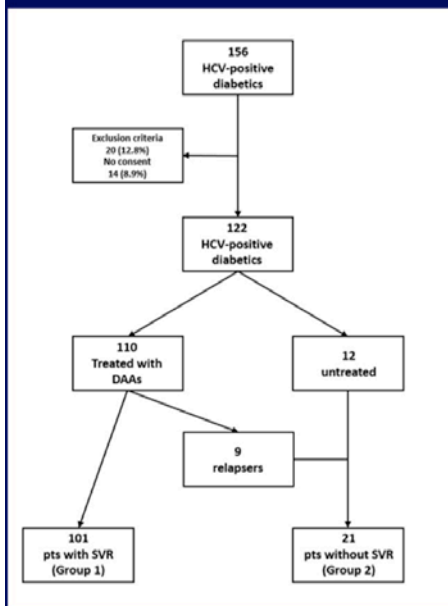 156
HCV-positive
diabetics
Exclusion criteria
20 (12.8%)
No consent
14 (8.9%)
122
HCV-positive
diabetics
110
Treated with
DAAs
12
untreated
9
relapsers
101
pts with SVR
(Group 1)
21
pts without SVR
(Group 2)